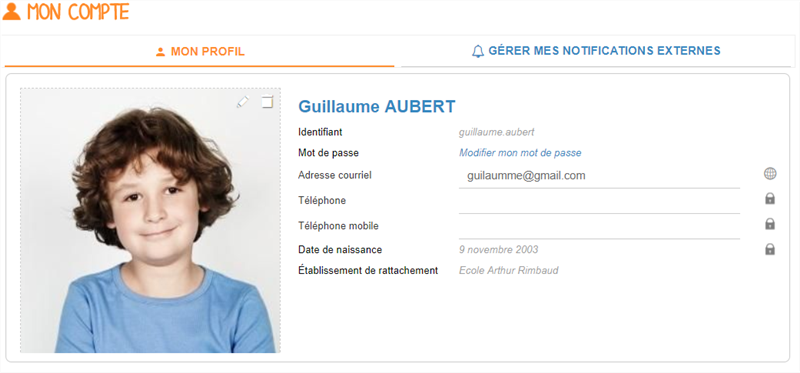 MON COMPTE
MON PROFIL
GÉRER MES NOTIFICATIONS EXTERNES
Guillaume AUBERT
Identifiant guillaume.aubert
Mot de passe Modifier mon mot de passe
Adresse courriel guilaumme@gmail.com
Téléphone
Téléphone mobile
Date de naissance 9 novembre 2003
Établissement de rattachement Ecole Arthur Rimbaud